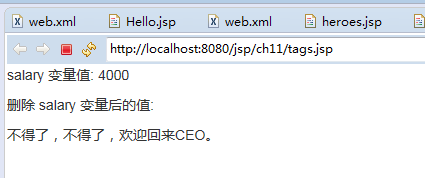 web.xml Hello.jsp web.xml heroes.jsp
http://localhost:8080/jsp/ch11/tags.jsp
salary 变量值: 4000
删除 salary 变量后的值:
不得了，不得了，欢迎回来CEO。